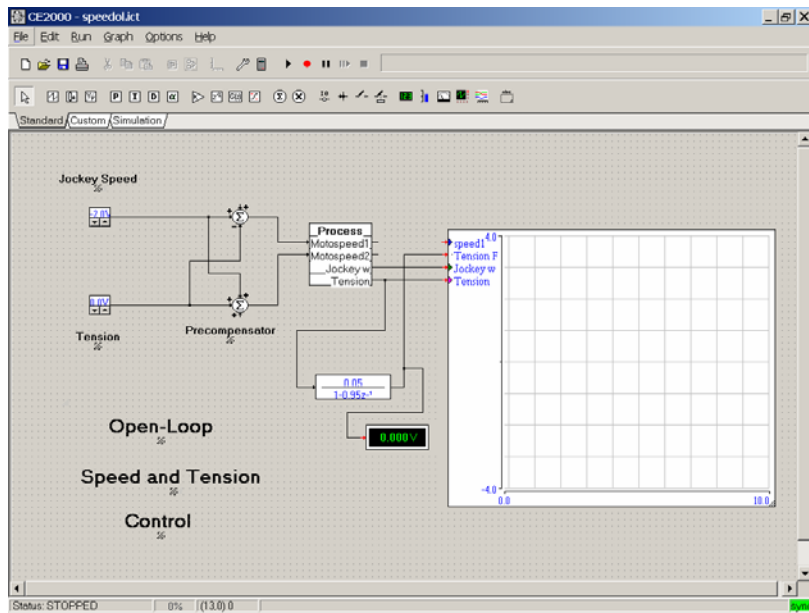 CE2000 - speedol.ict
File Edit Run Graph Options Help
Standard Custom Simulation
Jockey Speed
-2.0V
Process
Motospeed1
Motospeed2
Jockey w
Tension
speed1
Tension F
Jockey w
Tension
4.0
-4.0
0.0
10.0
0.0V
Tension
Precompensator
0.05
1-0.95z-¹
0.000V
Open-Loop
Speed and Tension
Control
Status: STOPPED 0% (13,0) 0 sync